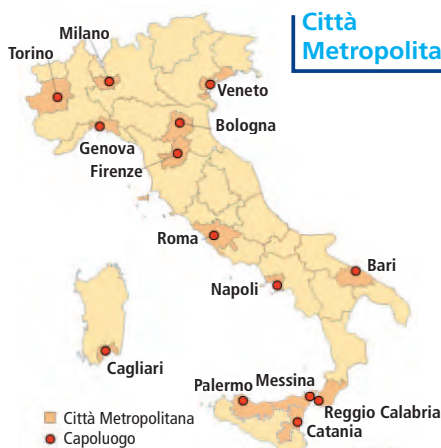 Città
Metropolita
Milano
Torino
Veneto
Bologna
Genova
Firenze
Roma
Bari
Napoli
Cagliari
Palermo
Messina
Reggio Calabria
Catania
Città Metropolitana
Capoluogo